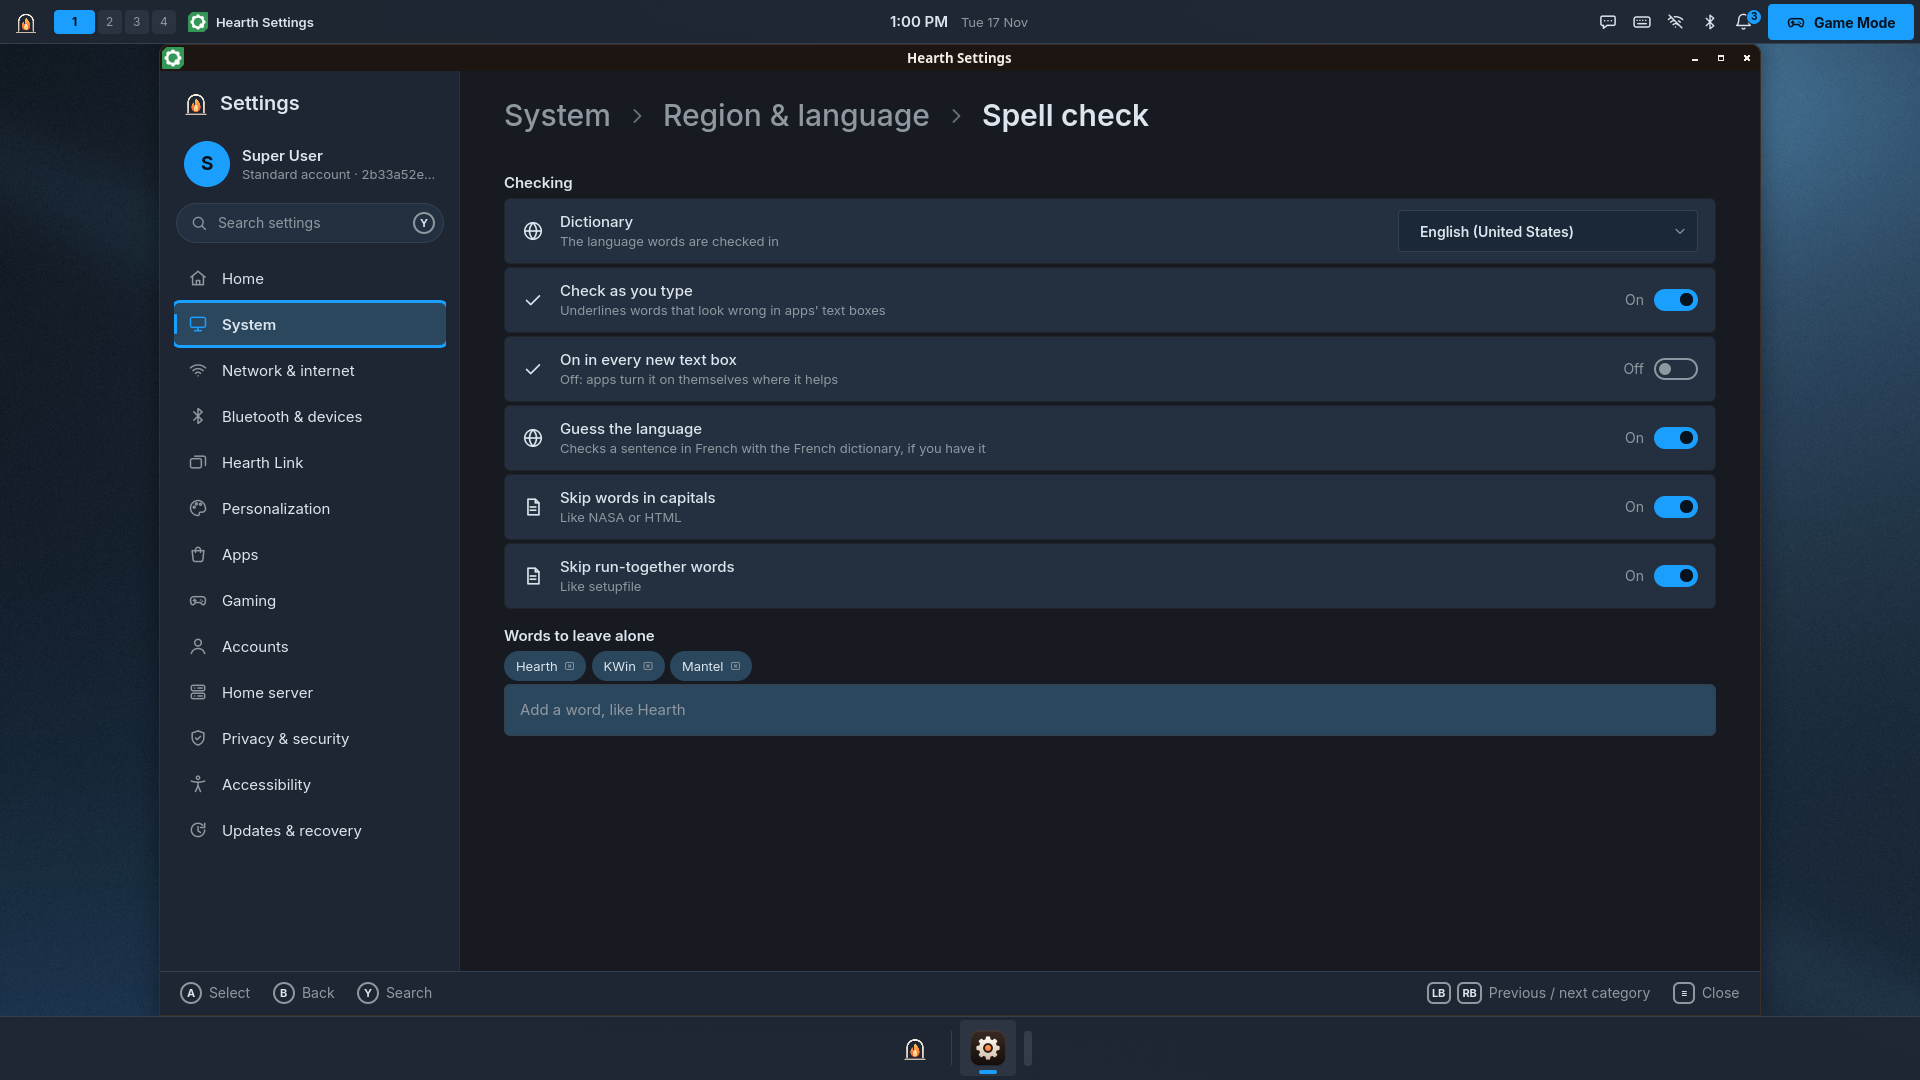 1 2 3 4 Hearth Settings
1:00 PM Tue 17 Nov
3
Game Mode
Hearth Settings
Settings
S
Super User
Standard account · 2b33a52e...
Search settings
Y
Home
System
Network & internet
Bluetooth & devices
Hearth Link
Personalization
Apps
Gaming
Accounts
Home server
Privacy & security
Accessibility
Updates & recovery
System > Region & language > Spell check
Checking
Dictionary
The language words are checked in
English (United States)
Check as you type
Underlines words that look wrong in apps' text boxes
On
On in every new text box
Off: apps turn it on themselves where it helps
Off
Guess the language
Checks a sentence in French with the French dictionary, if you have it
On
Skip words in capitals
Like NASA or HTML
On
Skip run-together words
Like setupfile
On
Words to leave alone
Hearth KWin Mantel
Add a word, like Hearth
A Select B Back Y Search
LB RB Previous / next category Close